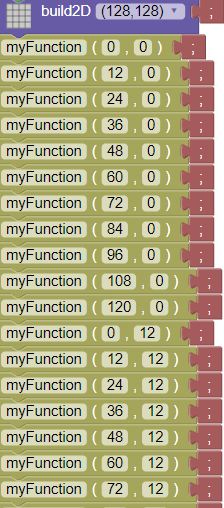 build2D (128,128) ;
myFunction ( 0 , 0 ) ;
myFunction ( 12 , 0 ) ;
myFunction ( 24 , 0 ) ;
myFunction ( 36 , 0 ) ;
myFunction ( 48 , 0 ) ;
myFunction ( 60 , 0 ) ;
myFunction ( 72 , 0 ) ;
myFunction ( 84 , 0 ) ;
myFunction ( 96 , 0 ) ;
myFunction ( 108 , 0 ) ;
myFunction ( 120 , 0 ) ;
myFunction ( 0 , 12 ) ;
myFunction ( 12 , 12 ) ;
myFunction ( 24 , 12 ) ;
myFunction ( 36 , 12 ) ;
myFunction ( 48 , 12 ) ;
myFunction ( 60 , 12 ) ;
myFunction ( 72 , 12 ) ;